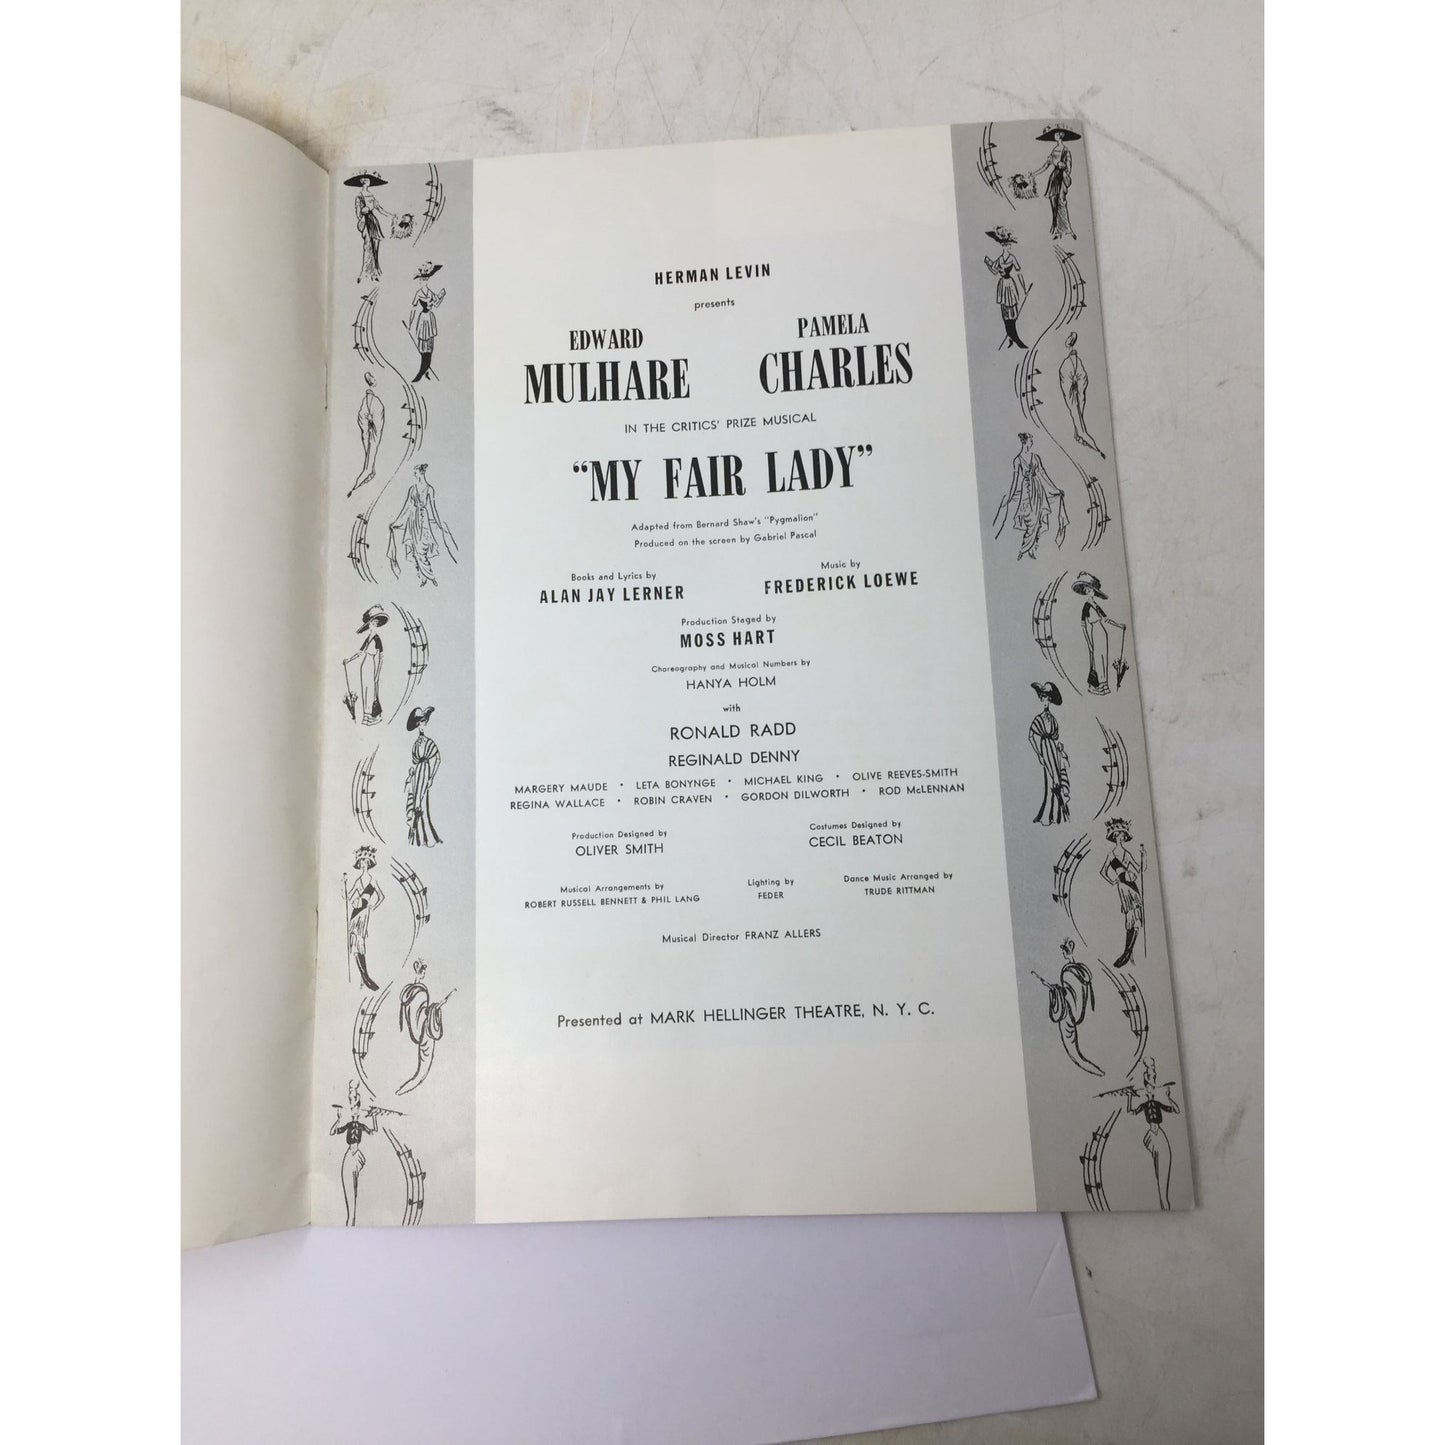 HERMAN LEVIN
presents
EDWARD PAMELA
MULHARE CHARLES
IN THE CRITICS' PRIZE MUSICAL
"MY FAIR LADY"
Adapted from Bernard Shaw's "Pygmalion"
Produced on the screen by Gabriel Pascal
Books and Lyrics by Music by
ALAN JAY LERNER FREDERICK LOEWE
Production Staged by
MOSS HART
Choreography and Musical Numbers by
HANYA HOLM
with
RONALD RADD
REGINALD DENNY
MARGERY MAUDE • LETA BONYNGE • MICHAEL KING • OLIVE REEVES-SMITH
REGINA WALLACE • ROBIN CRAVEN • GORDON DILWORTH • ROD McLENNAN
Production Designed by Costumes Designed by
OLIVER SMITH CECIL BEATON
Musical Arrangements by Lighting by Dance Music Arranged by
ROBERT RUSSELL BENNETT & PHIL LANG FEDER TRUDE RITTMAN
Musical Director FRANZ ALLERS
Presented at MARK HELLINGER THEATRE, N. Y. C.